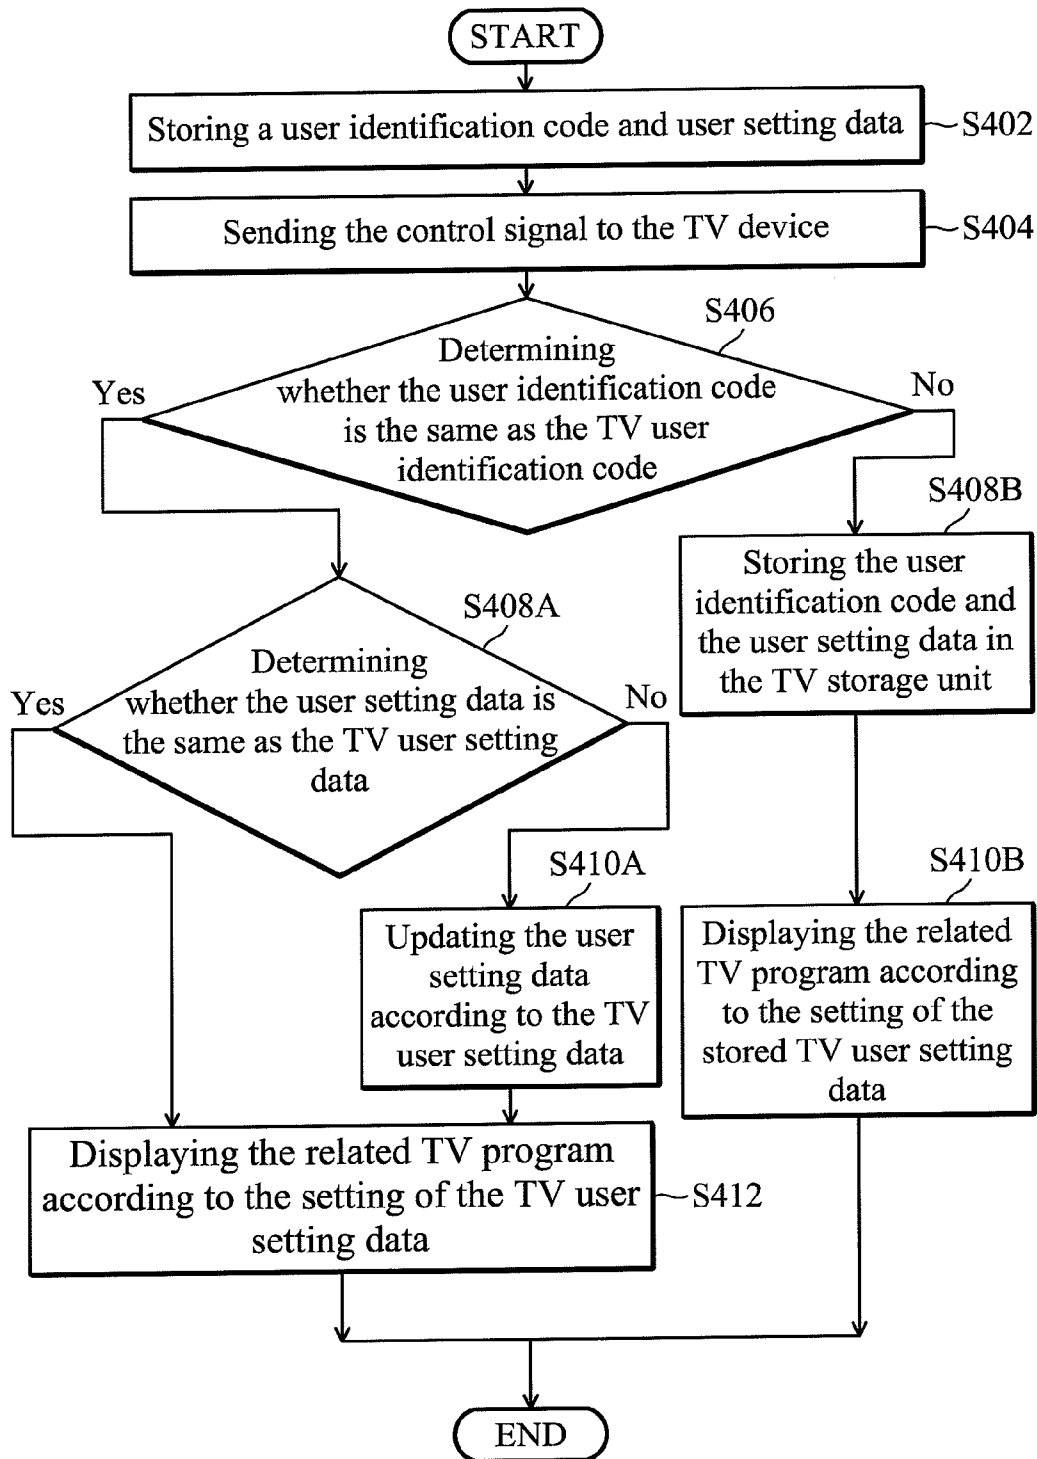 START
Storing a user identification code and user setting data
S402
Sending the control signal to the TV device
S404
S406
Determining
whether the user identification code
is the same as the TV user
identification code
Yes
No
S408B
Storing the user
identification code and
the user setting data in
the TV storage unit
S408A
Determining
whether the user setting data is
the same as the TV user setting
data
Yes
No
S410A
Updating the user
setting data
according to the TV
user setting data
S410B
Displaying the related
TV program according
to the setting of the
stored TV user setting
data
Displaying the related TV program
according to the setting of the TV user
setting data
S412
END